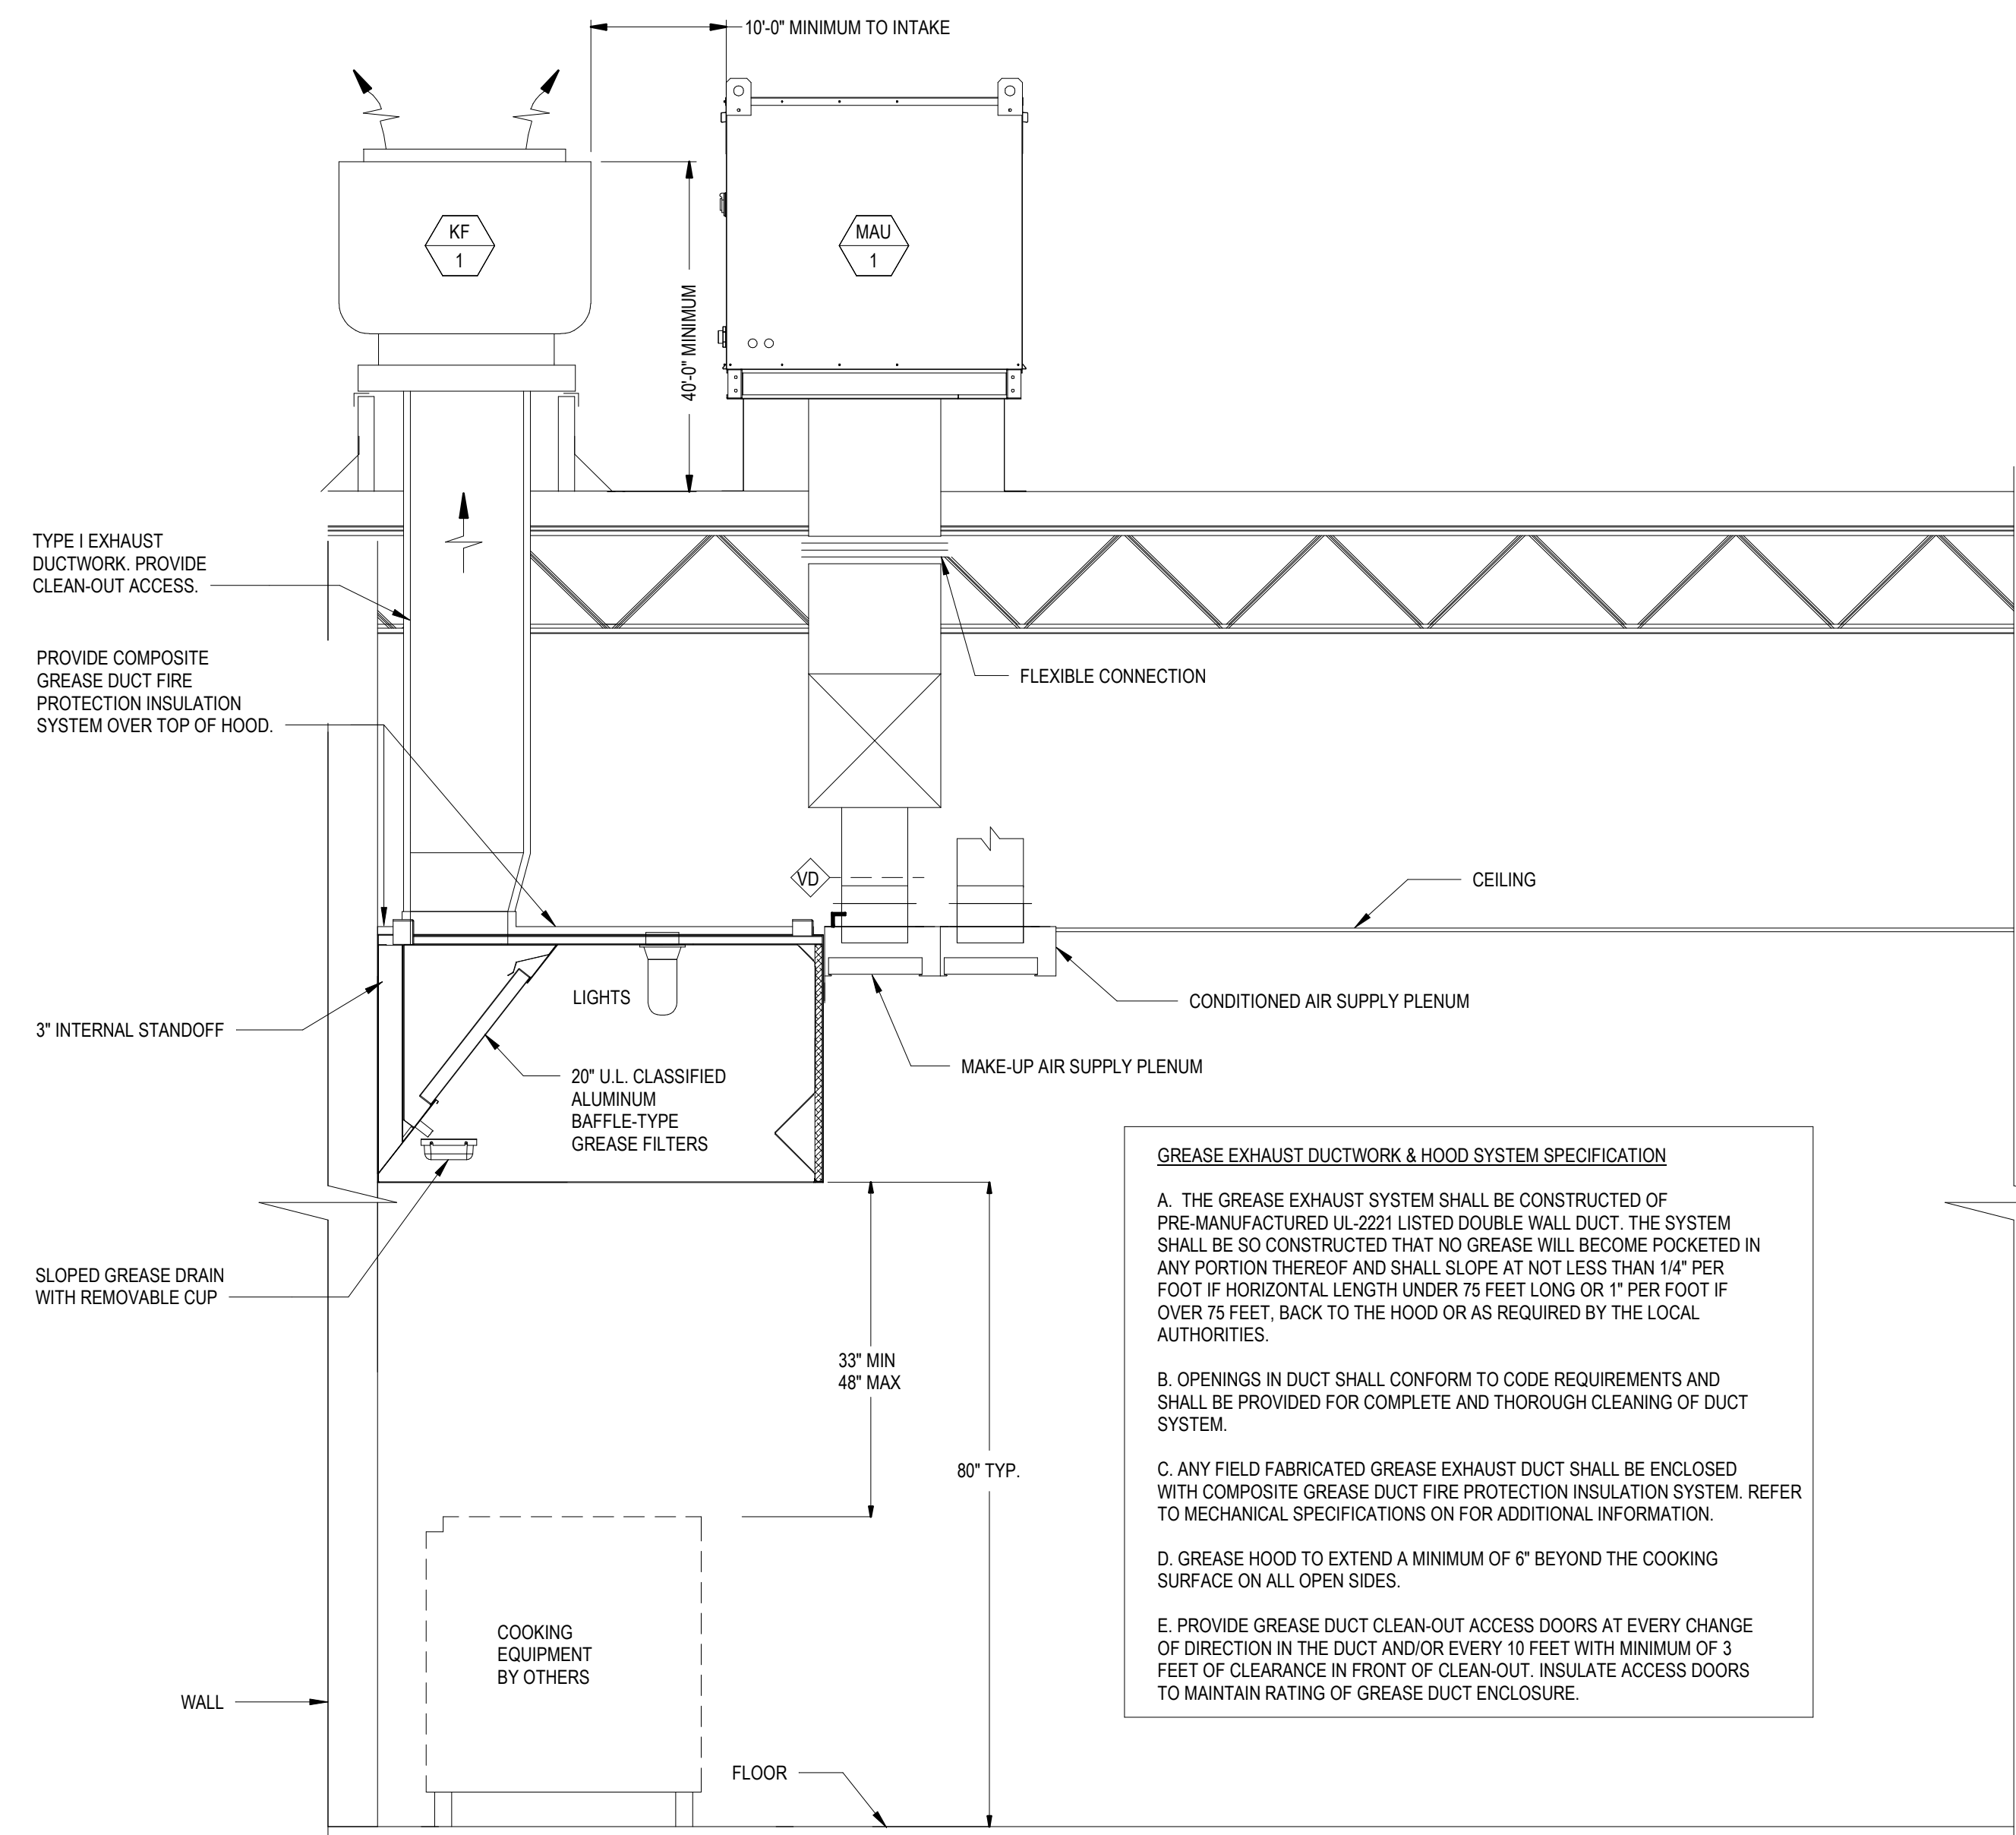 10'-0" MINIMUM TO INTAKE
KF
1
MAU
1
40'-0" MINIMUM
TYPE I EXHAUST
DUCTWORK. PROVIDE
CLEAN-OUT ACCESS.
PROVIDE COMPOSITE
GREASE DUCT FIRE
PROTECTION INSULATION
SYSTEM OVER TOP OF HOOD.
FLEXIBLE CONNECTION
VD
CEILING
LIGHTS
CONDITIONED AIR SUPPLY PLENUM
3" INTERNAL STANDOFF
MAKE-UP AIR SUPPLY PLENUM
20" U.L. CLASSIFIED
ALUMINUM
BAFFLE-TYPE
GREASE FILTERS
SLOPED GREASE DRAIN
WITH REMOVABLE CUP
33" MIN
48" MAX
80" TYP.
COOKING
EQUIPMENT
BY OTHERS
WALL
FLOOR
GREASE EXHAUST DUCTWORK & HOOD SYSTEM SPECIFICATION
A. THE GREASE EXHAUST SYSTEM SHALL BE CONSTRUCTED OF
PRE-MANUFACTURED UL-2221 LISTED DOUBLE WALL DUCT. THE SYSTEM
SHALL BE SO CONSTRUCTED THAT NO GREASE WILL BECOME POCKETED IN
ANY PORTION THEREOF AND SHALL SLOPE AT NOT LESS THAN 1/4" PER
FOOT IF HORIZONTAL LENGTH UNDER 75 FEET LONG OR 1" PER FOOT IF
OVER 75 FEET, BACK TO THE HOOD OR AS REQUIRED BY THE LOCAL
AUTHORITIES.
B. OPENINGS IN DUCT SHALL CONFORM TO CODE REQUIREMENTS AND
SHALL BE PROVIDED FOR COMPLETE AND THOROUGH CLEANING OF DUCT
SYSTEM.
C. ANY FIELD FABRICATED GREASE EXHAUST DUCT SHALL BE ENCLOSED
WITH COMPOSITE GREASE DUCT FIRE PROTECTION INSULATION SYSTEM. REFER
TO MECHANICAL SPECIFICATIONS ON FOR ADDITIONAL INFORMATION.
D. GREASE HOOD TO EXTEND A MINIMUM OF 6" BEYOND THE COOKING
SURFACE ON ALL OPEN SIDES.
E. PROVIDE GREASE DUCT CLEAN-OUT ACCESS DOORS AT EVERY CHANGE
OF DIRECTION IN THE DUCT AND/OR EVERY 10 FEET WITH MINIMUM OF 3
FEET OF CLEARANCE IN FRONT OF CLEAN-OUT. INSULATE ACCESS DOORS
TO MAINTAIN RATING OF GREASE DUCT ENCLOSURE.